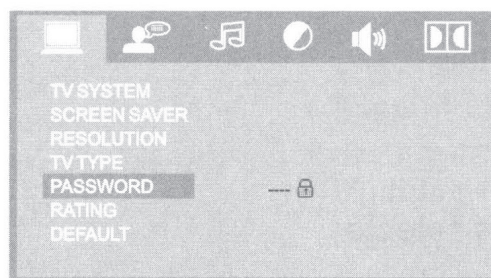 TV SYSTEM
SCREEN SAVER
RESOLUTION
TV TYPE
PASSWORD ----
RATING
DEFAULT